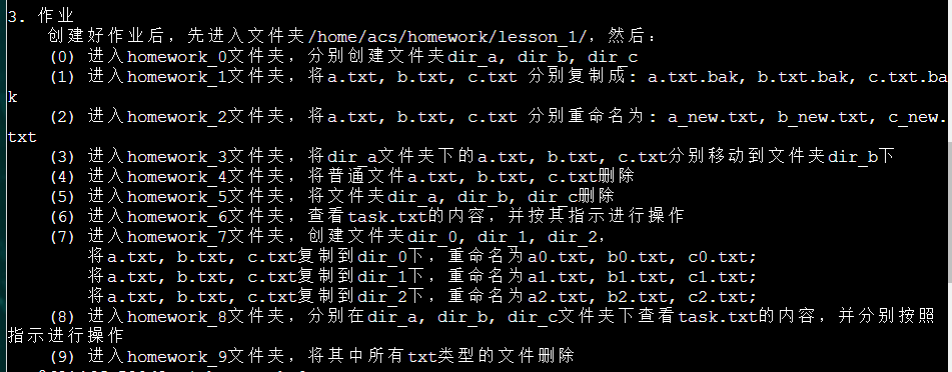 3. 作业
创建好作业后，先进入文件夹/home/acs/homework/lesson_1/，然后：
(0) 进入homework_0文件夹，分别创建文件夹dir_a, dir_b, dir_c
(1) 进入homework_1文件夹，将a.txt, b.txt, c.txt 分别复制成: a.txt.bak, b.txt.bak, c.txt.ba
k
(2) 进入homework_2文件夹，将a.txt, b.txt, c.txt 分别重命名为: a_new.txt, b_new.txt, c_new.
txt
(3) 进入homework_3文件夹，将dir_a文件夹下的a.txt, b.txt, c.txt分别移动到文件夹dir_b下
(4) 进入homework_4文件夹，将普通文件a.txt, b.txt, c.txt删除
(5) 进入homework_5文件夹，将文件夹dir_a, dir_b, dir_c删除
(6) 进入homework_6文件夹，查看task.txt的内容，并按其指示进行操作
(7) 进入homework_7文件夹，创建文件夹dir_0, dir_1, dir_2，
将a.txt, b.txt, c.txt复制到dir_0下，重命名为a0.txt, b0.txt, c0.txt;
将a.txt, b.txt, c.txt复制到dir_1下，重命名为a1.txt, b1.txt, c1.txt;
将a.txt, b.txt, c.txt复制到dir_2下，重命名为a2.txt, b2.txt, c2.txt;
(8) 进入homework_8文件夹，分别在dir_a, dir_b, dir_c文件夹下查看task.txt的内容，并分别按照
指示进行操作
(9) 进入homework_9文件夹，将其中所有txt类型的文件删除